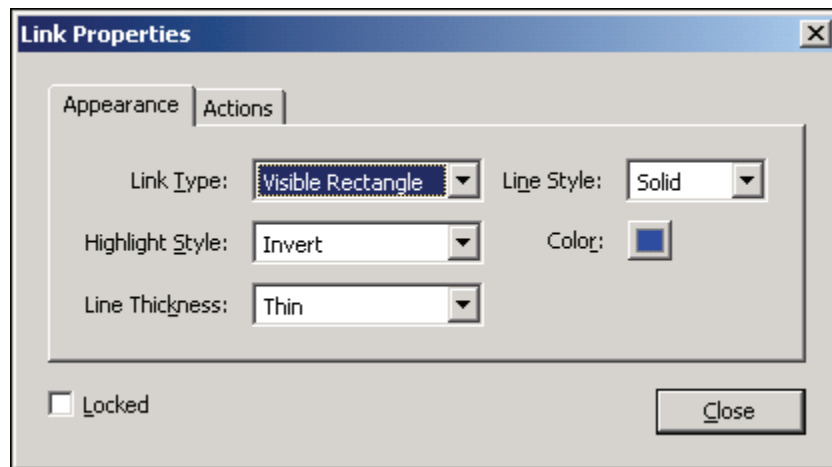 Link Properties
Appearance Actions
Link Type: Visible Rectangle Line Style: Solid
Highlight Style: Invert Color:
Line Thickness: Thin
Locked Close